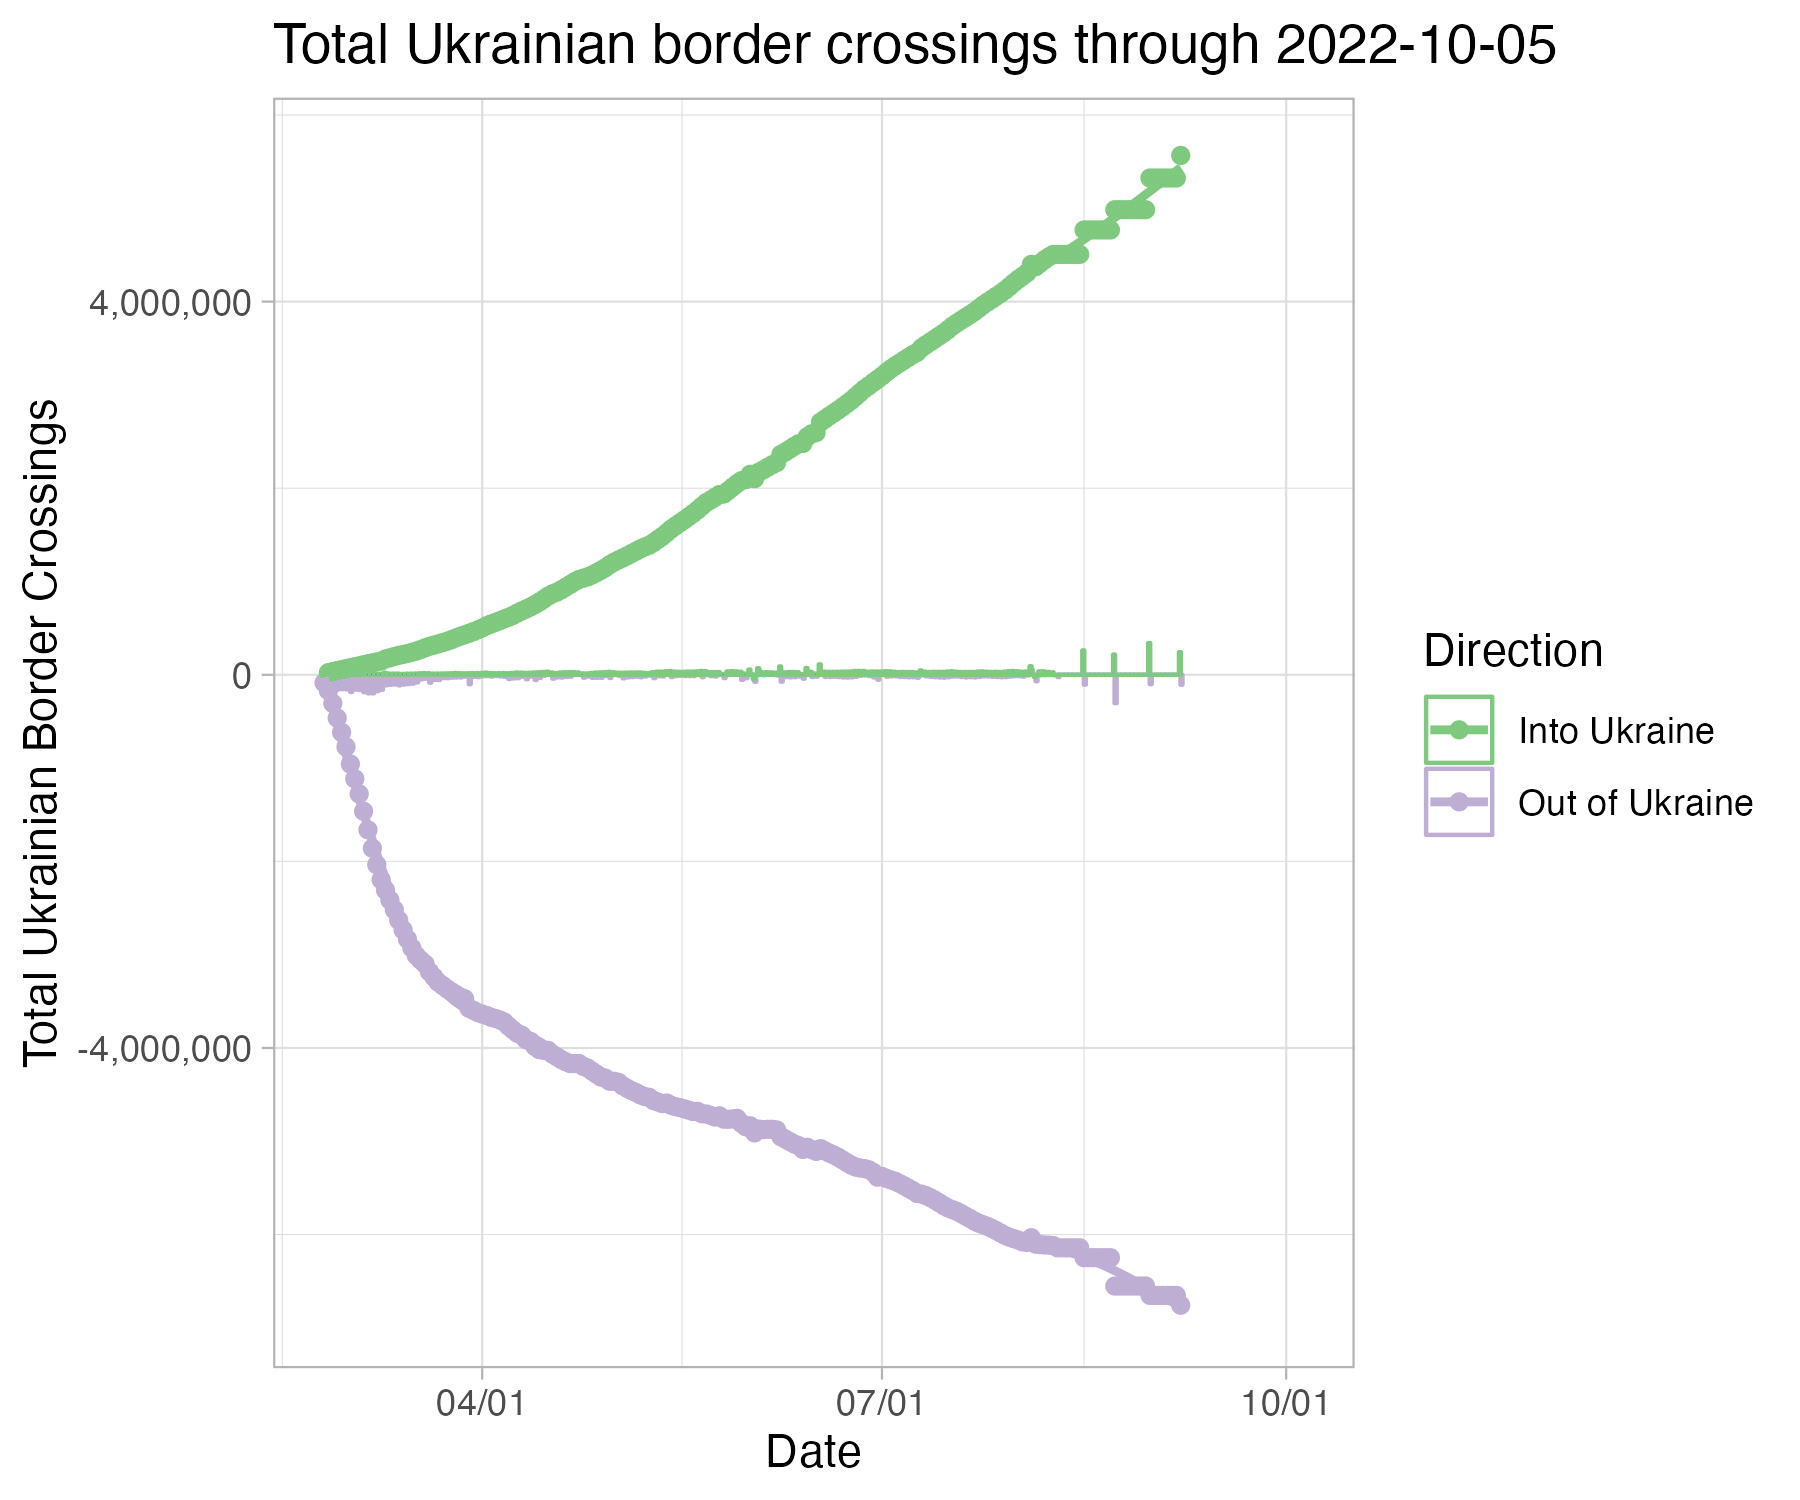 Total Ukrainian border crossings through 2022-10-05
Total Ukrainian Border Crossings
4,000,000
0
-4,000,000
04/01
07/01
10/01
Date
Direction
Into Ukraine
Out of Ukraine